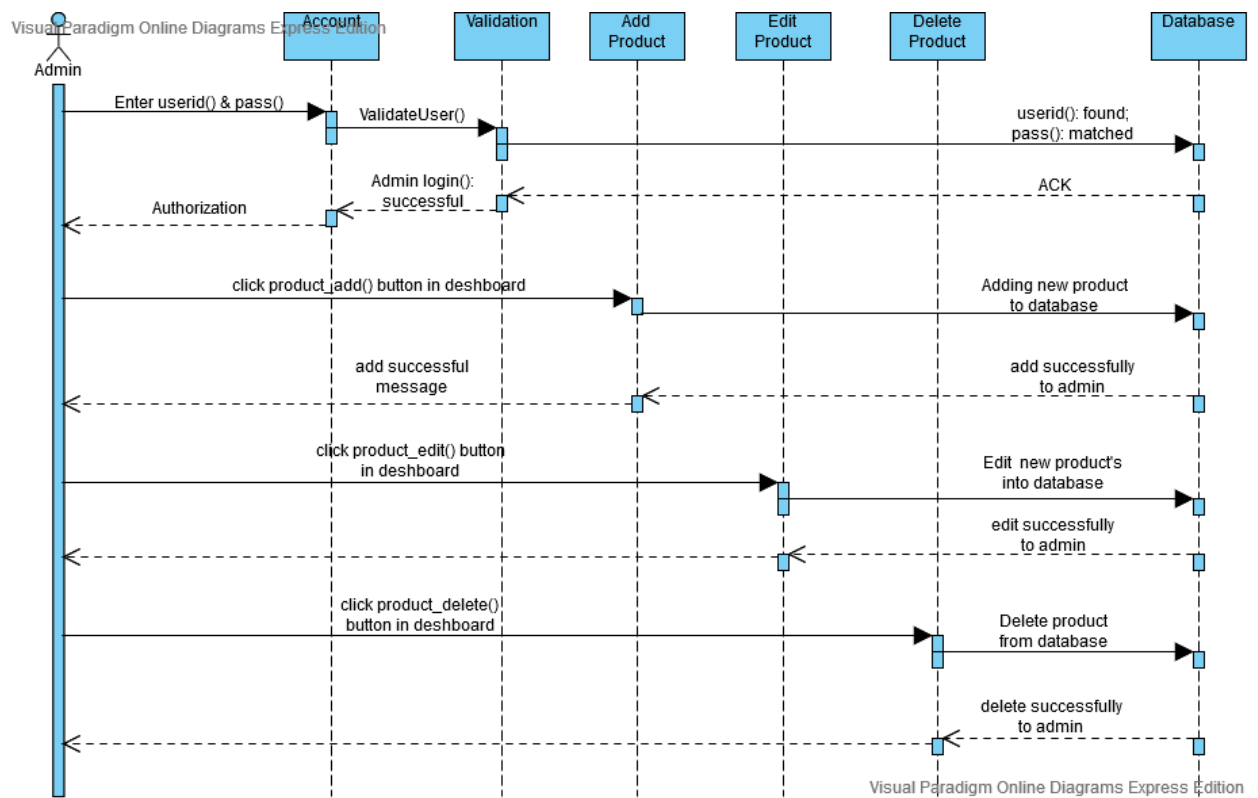 Visual Paradigm Online Diagrams Express Edition
Admin
Account
Validation
Add
Product
Edit
Product
Delete
Product
Database
Enter userid() & pass()
ValidateUser()
userid(): found;
pass(): matched
ACK
Admin login():
successful
Authorization
click product_add() button in deshboard
Adding new product
to database
add successfully
to admin
add successful
message
click product_edit() button
in deshboard
Edit new product's
into database
edit successfully
to admin
click product_delete()
button in deshboard
Delete product
from database
delete successfully
to admin
Visual Paradigm Online Diagrams Express Edition